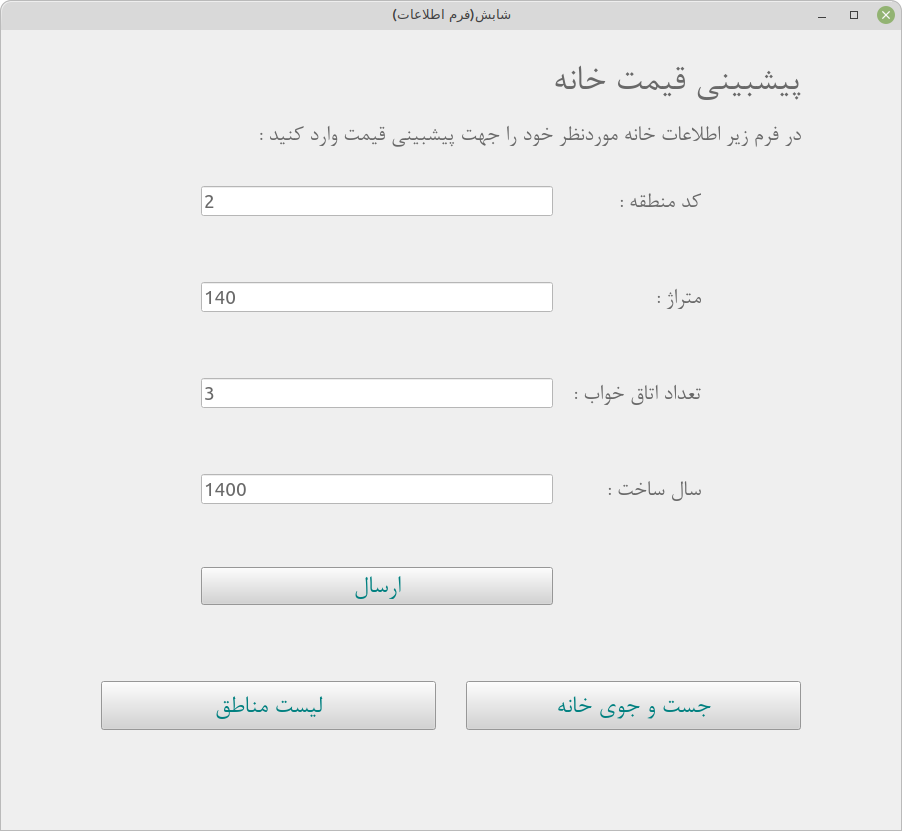 شابش(فرم اطلاعات)
پیشبینی قیمت خانه
در فرم زیر اطلاعات خانه موردنظر خود را جهت پیشبینی قیمت وارد کنید :
کد منطقه : 2
متراژ : 140
تعداد اتاق خواب : 3
سال ساخت : 1400
ارسال
جست و جوی خانه لیست مناطق